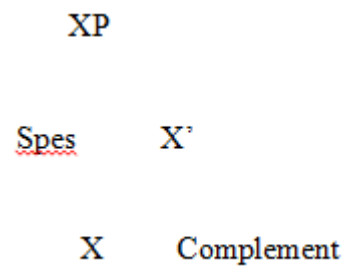 XP
Spes X’
X Complement